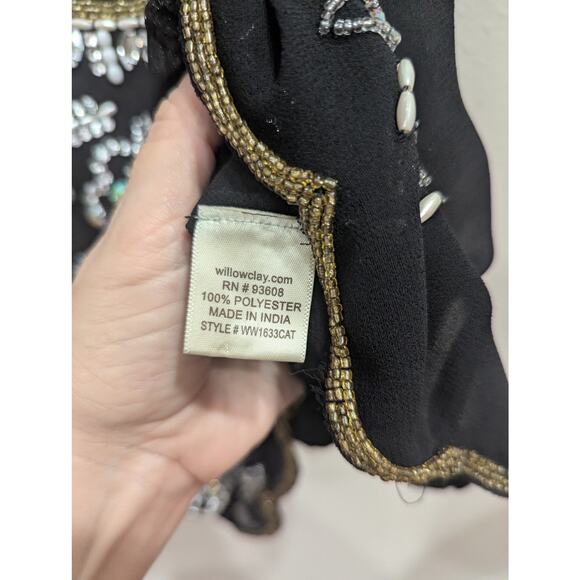 willowclay.com
RN # 93608
100% POLYESTER
MADE IN INDIA
STYLE # WW1633CAT